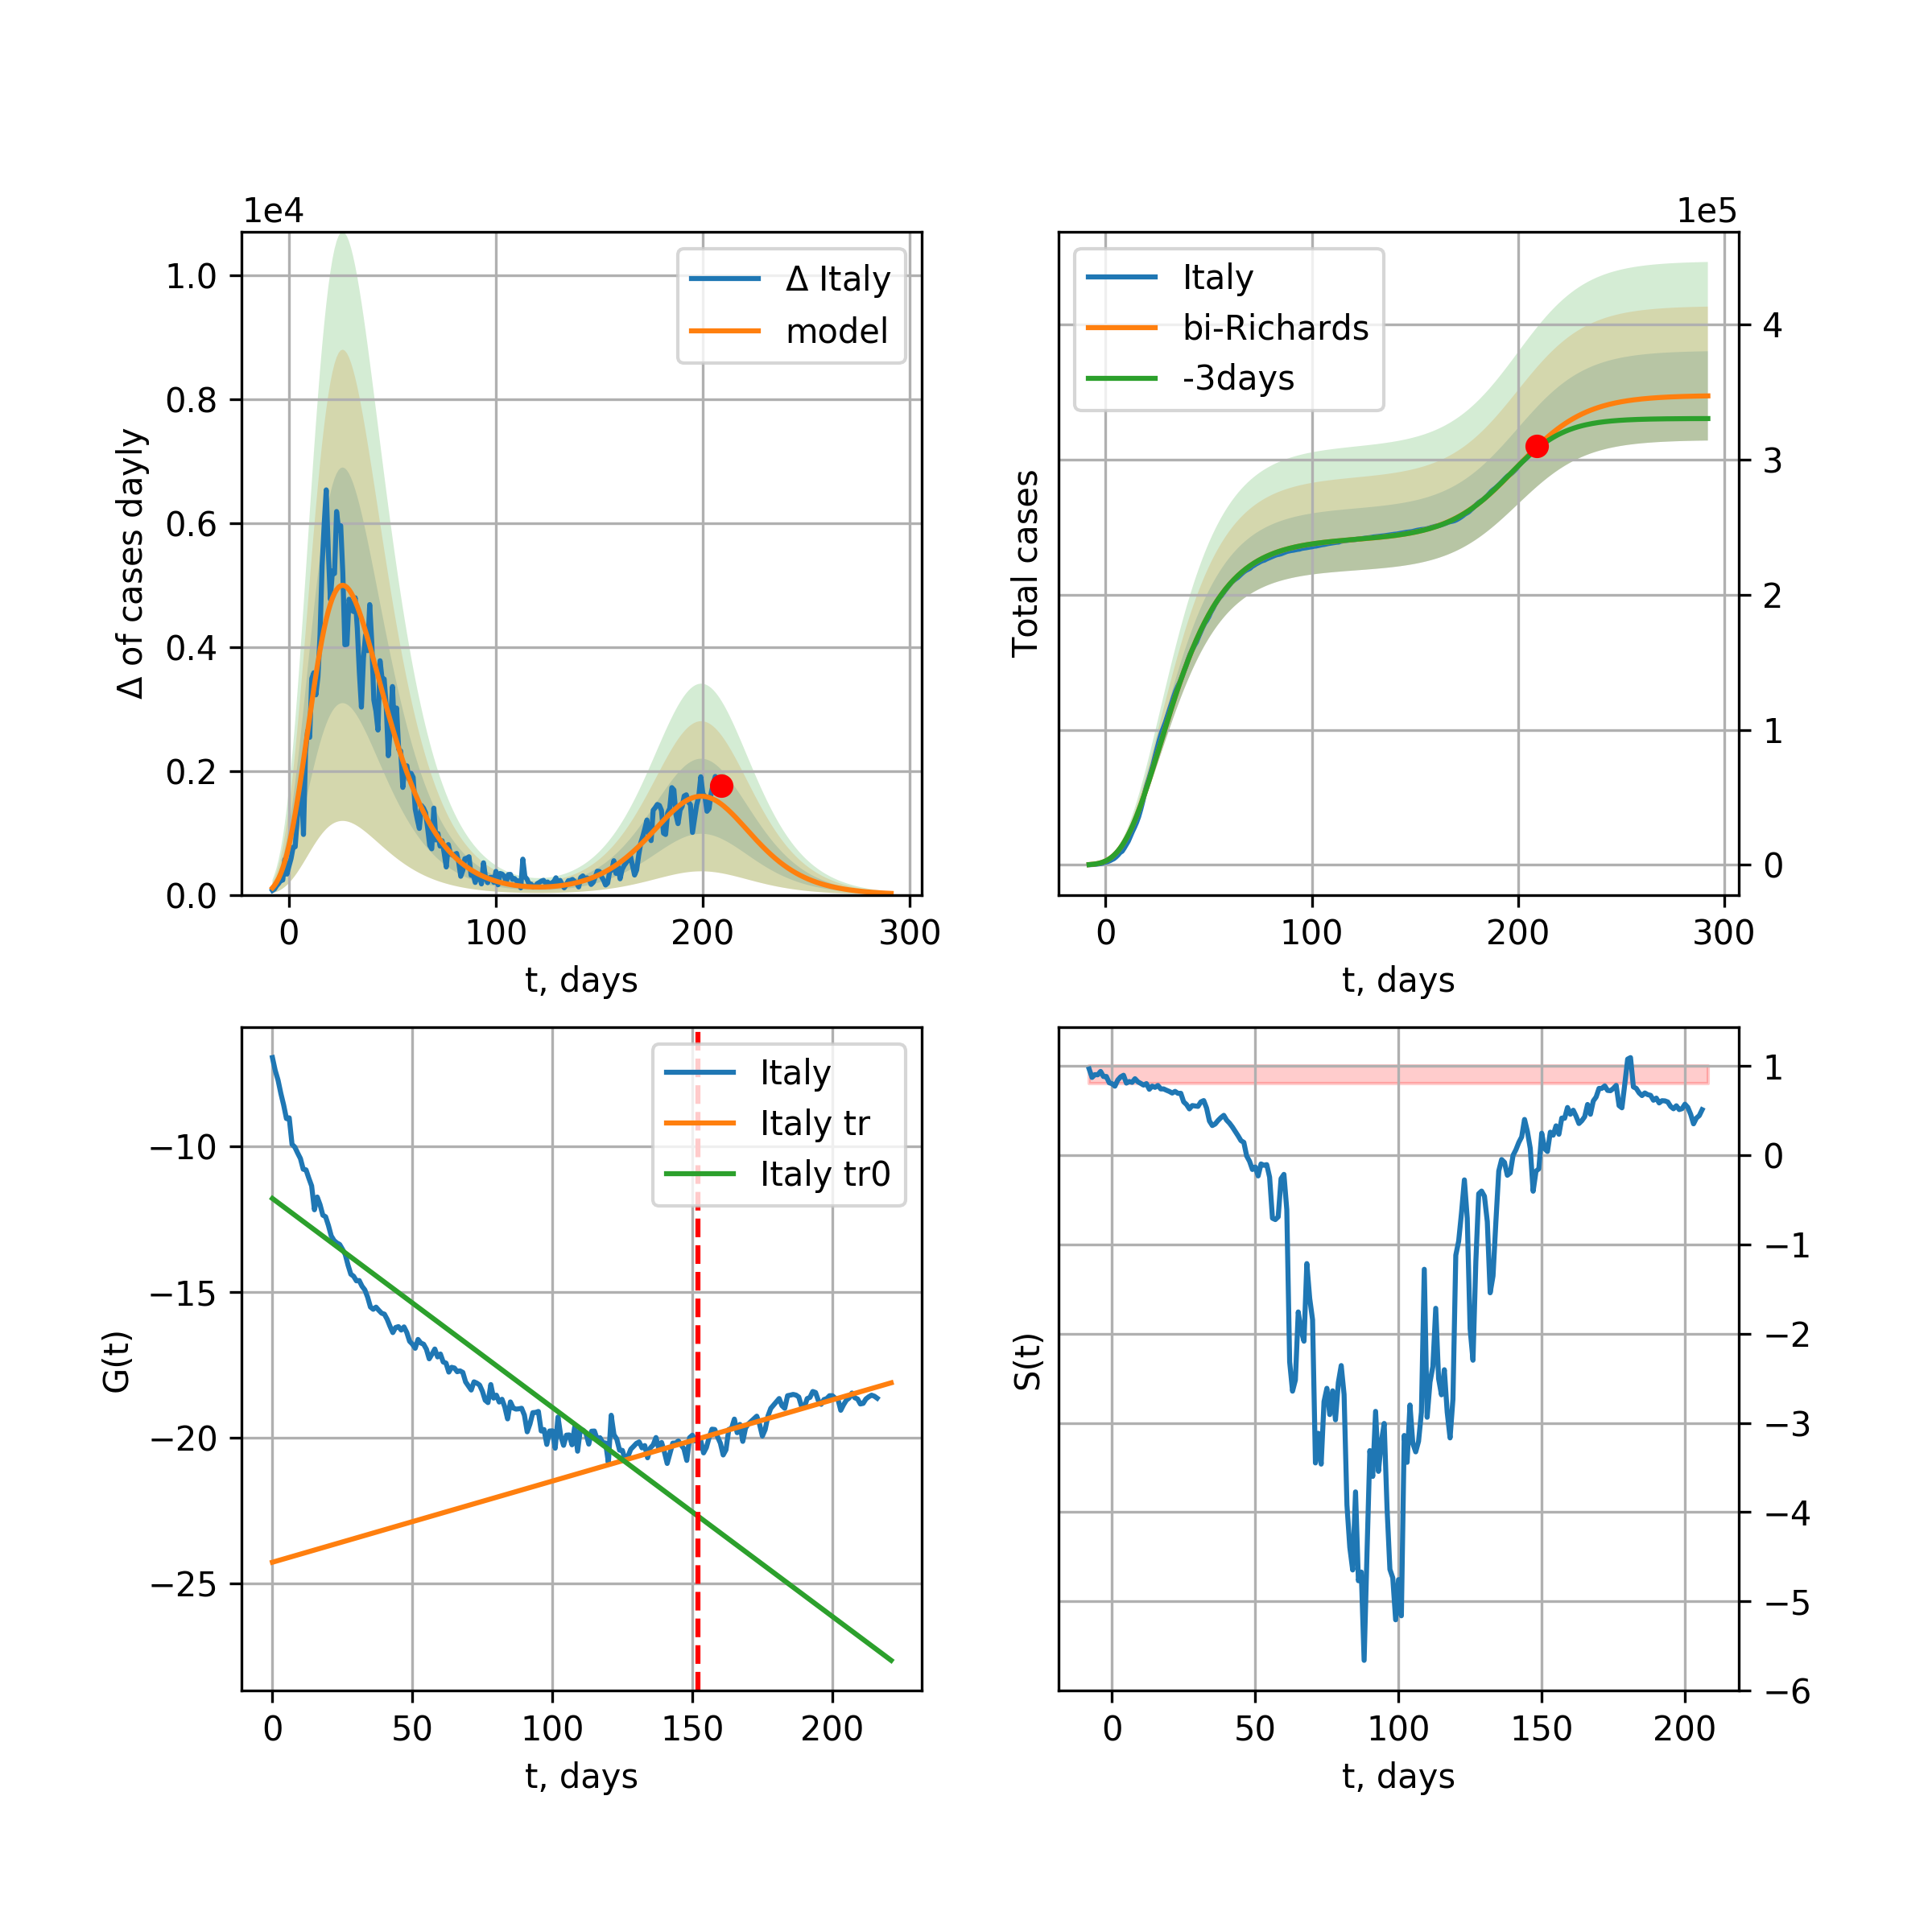 1e4
Δ of cases dayly
1.0
0.8
0.6
0.4
0.2
0.0
0 100 200 300
t, days
Δ Italy
model
1e5
Total cases
4
3
2
1
0
0 100 200 300
t, days
Italy
bi-Richards
-3days
G(t)
−10
−15
−20
−25
0 50 100 150 200
t, days
Italy
Italy tr
Italy tr0
S(t)
1
0
−1
−2
−3
−4
−5
−6
0 50 100 150 200
t, days